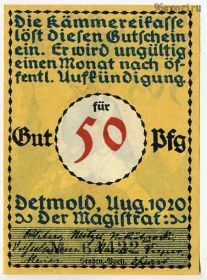 Die Kämmereikasse
löst diesen Gutschein
ein. Er wird ungültig
einen Monat nach öf-
fentl. Aufkündigung.
für
Gut 50 Pfg
Detmold, Aug. 1920
Der Magistrat: